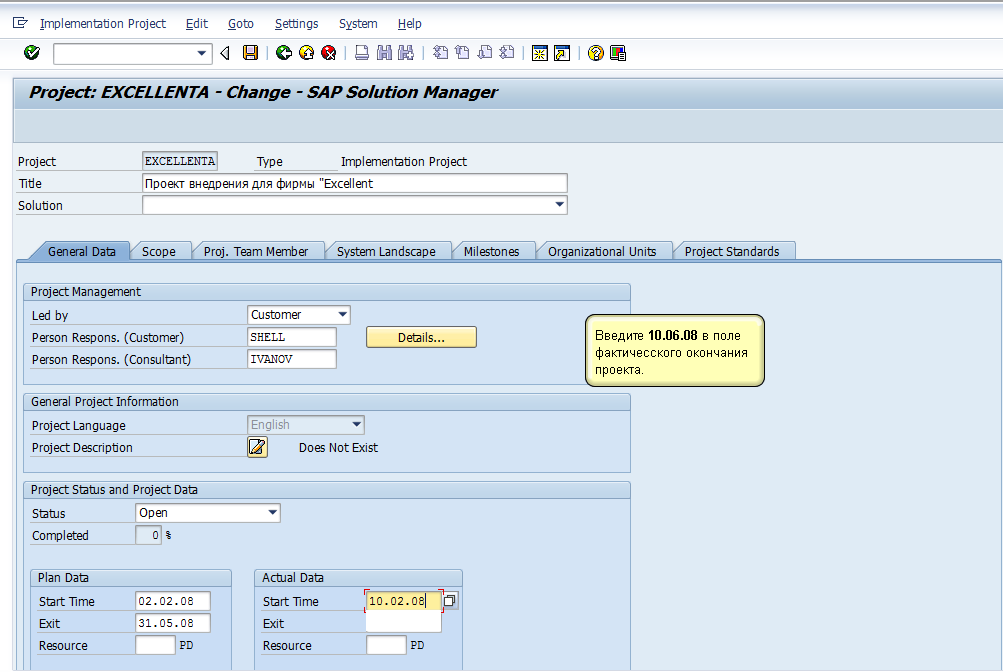 Implementation Project Edit Goto Settings System Help
Project: EXCELLENTA - Change - SAP Solution Manager
Project EXCELLENTA Type Implementation Project
Title Проект внедрения для фирмы "Excellent
Solution
General Data Scope Proj. Team Member System Landscape Milestones Organizational Units Project Standards
Project Management
Led by Customer
Person Respons. (Customer) SHELL Details...
Person Respons. (Consultant) IVANOV
Введите 10.06.08 в поле
фактичесского окончания
проекта.
General Project Information
Project Language English
Project Description Does Not Exist
Project Status and Project Data
Status Open
Completed 0 %
Plan Data Actual Data
Start Time 02.02.08 Start Time 10.02.08
Exit 31.05.08 Exit
Resource PD Resource PD